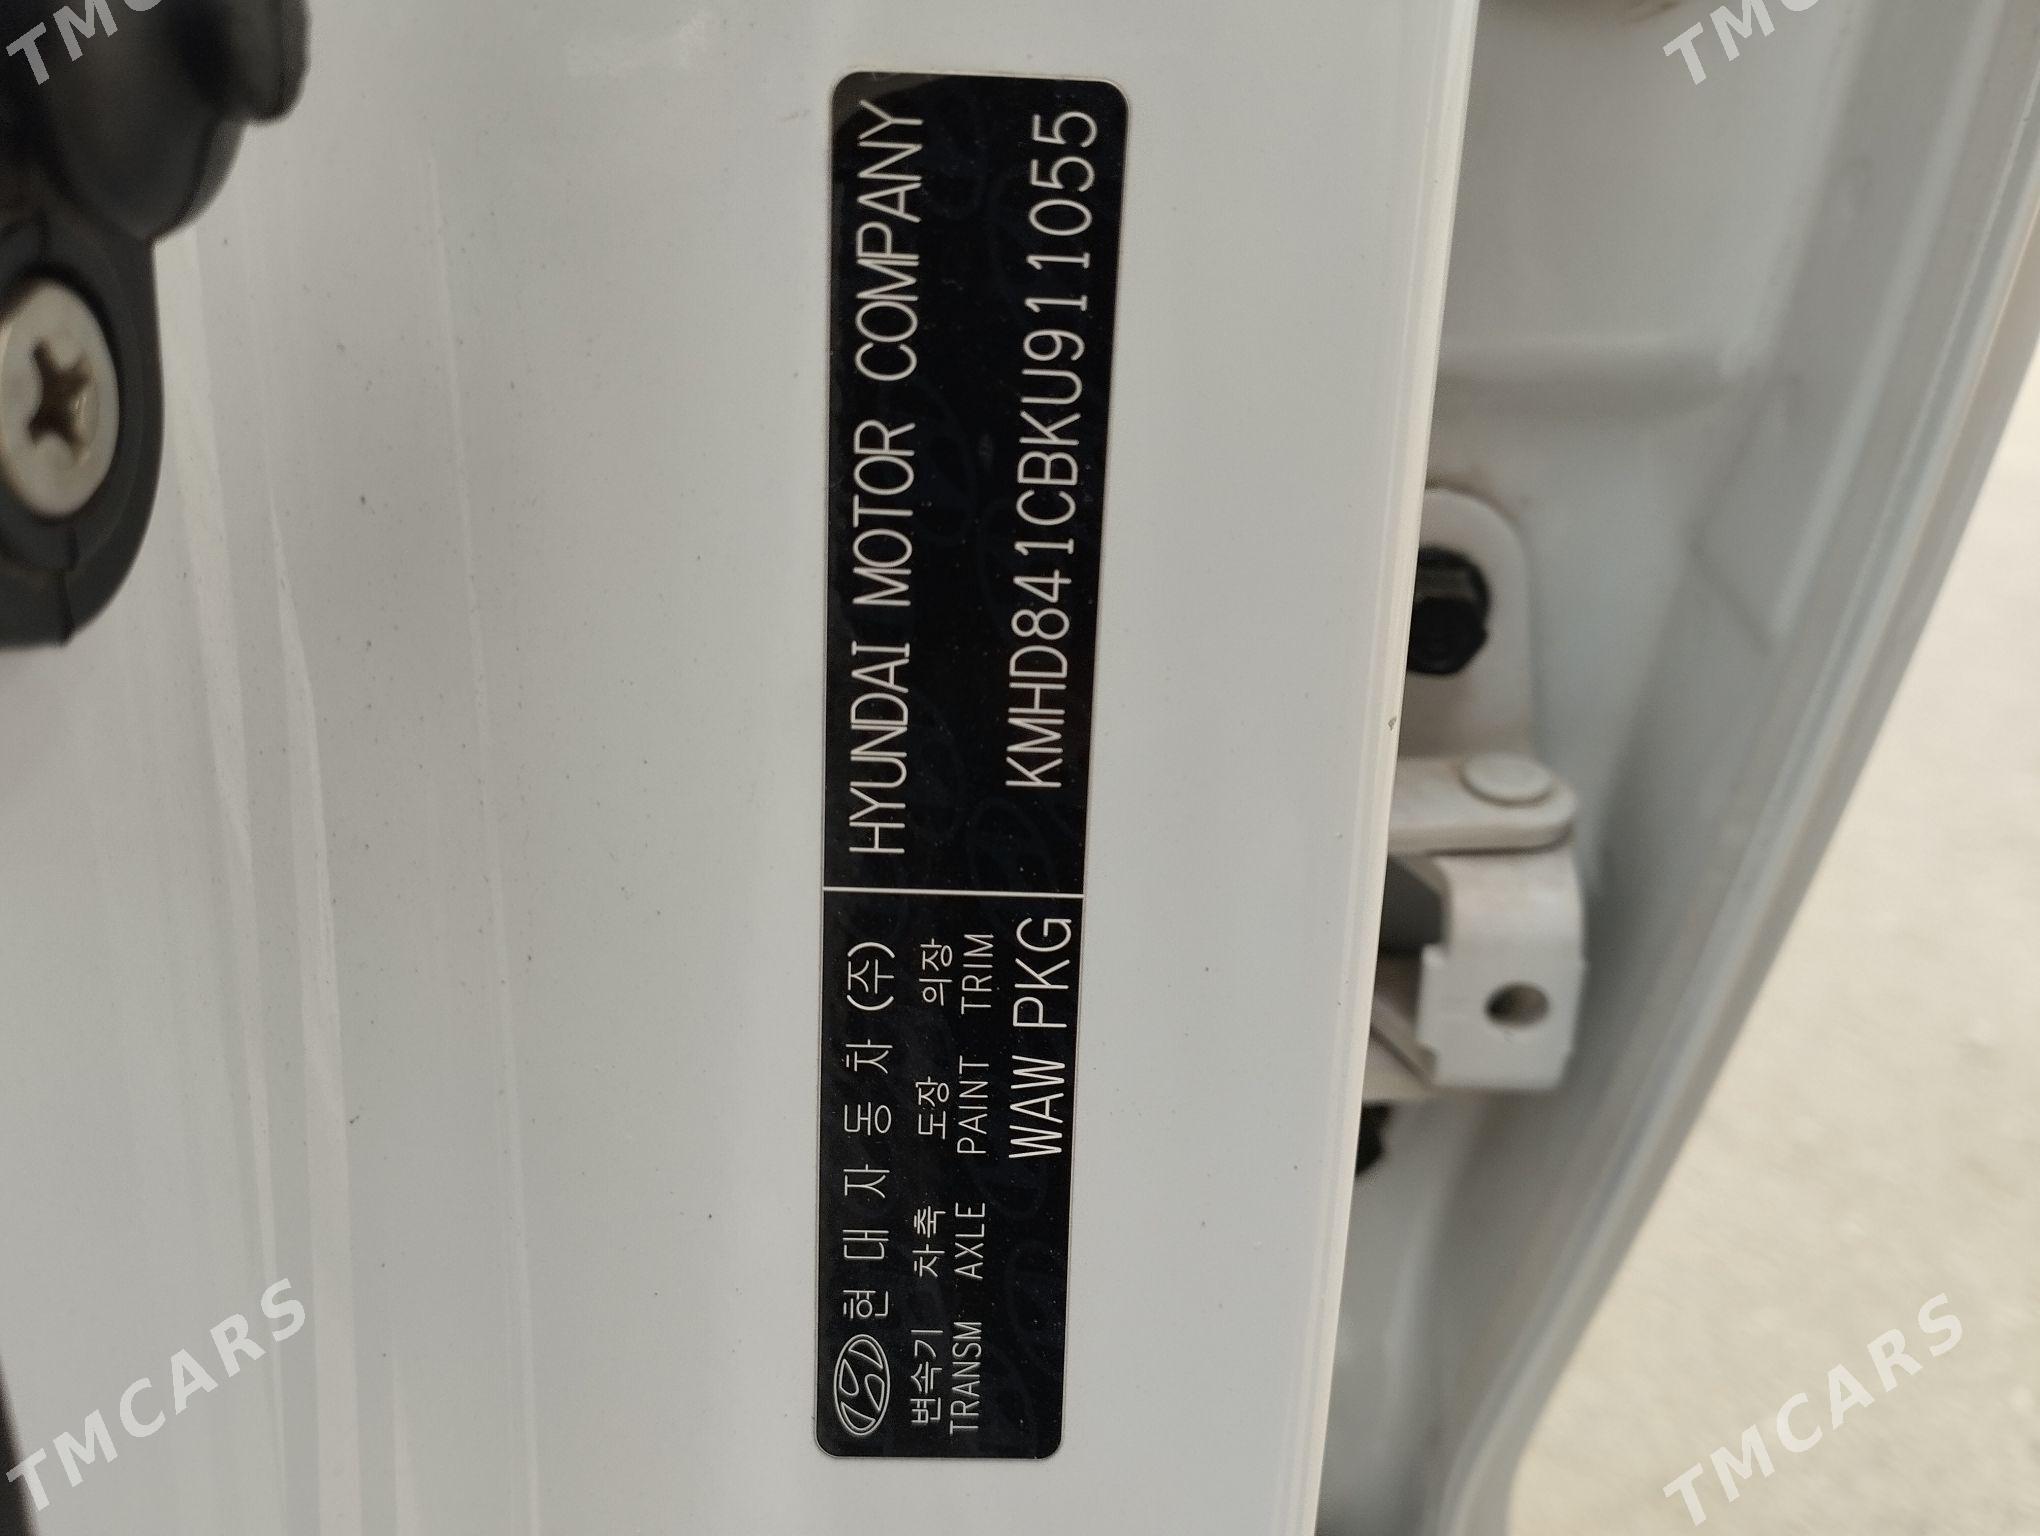 현대자동차(주)
HYUNDAI MOTOR COMPANY
변속기 차축 도장 의장
TRANSM AXLE PAINT TRIM
WAW PKG
KMHD841CBKU911055
TMCARS
TMCARS
TMCARS
TMCARS